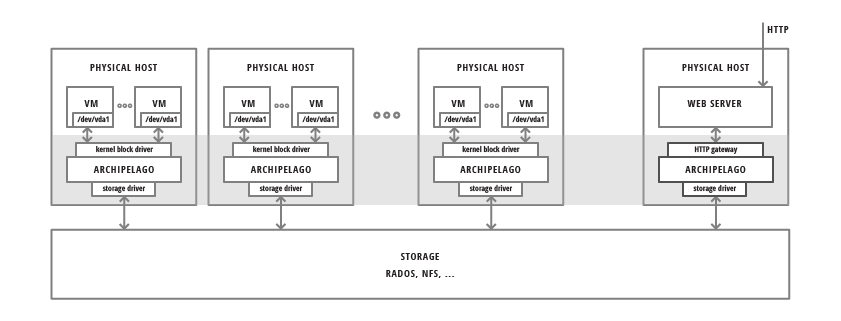 HTTP
PHYSICAL HOST
VM
VM
/dev/vda1
/dev/vda1
kernel block driver
ARCHIPELAGO
storage driver
PHYSICAL HOST
VM
VM
/dev/vda1
/dev/vda1
kernel block driver
ARCHIPELAGO
storage driver
PHYSICAL HOST
VM
VM
/dev/vda1
/dev/vda1
kernel block driver
ARCHIPELAGO
storage driver
PHYSICAL HOST
WEB SERVER
HTTP gateway
ARCHIPELAGO
storage driver
STORAGE
RADOS, NFS, ...